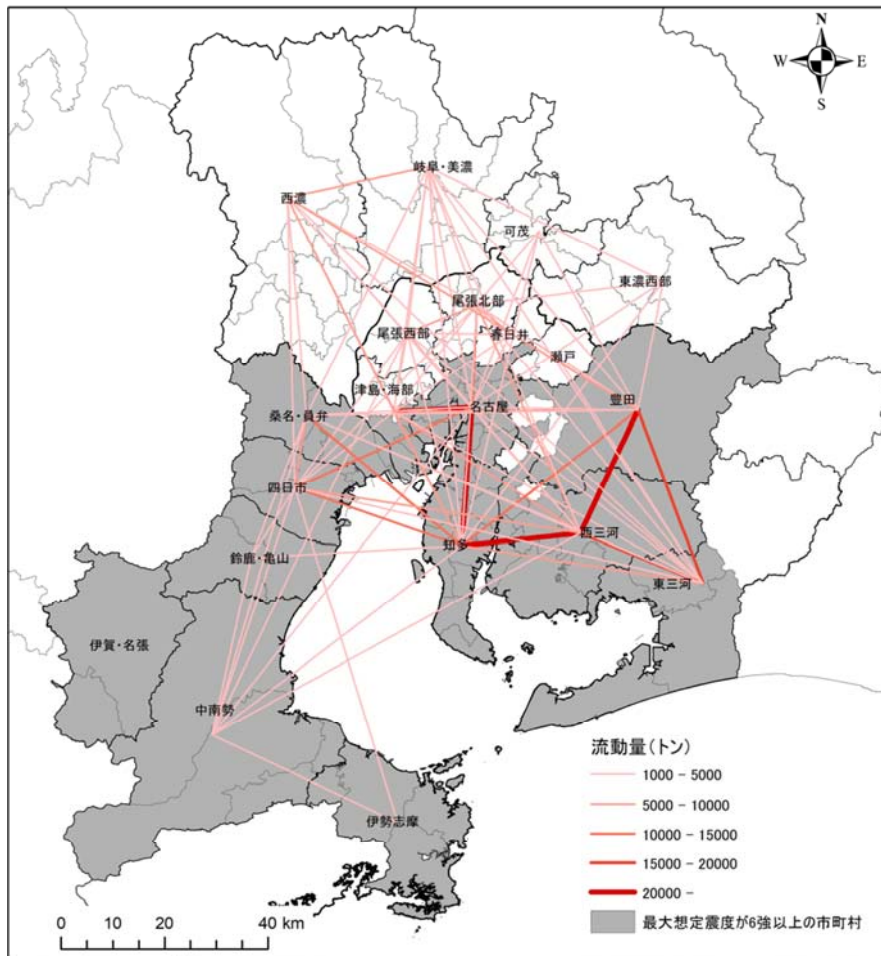 N
W E
S
岐阜・美濃
西濃
可茂
東濃西部
尾張北部
尾張西部
春日井
瀬戸
津島・海部
名古屋
豊田
桑名・員弁
四日市
西三河
知多
鈴鹿・亀山
東三河
伊賀・名張
中南勢
伊勢志摩
流動量(トン)
1000 - 5000
5000 - 10000
10000 - 15000
15000 - 20000
20000 -
最大想定震度が6強以上の市町村
0 10 20 40 km